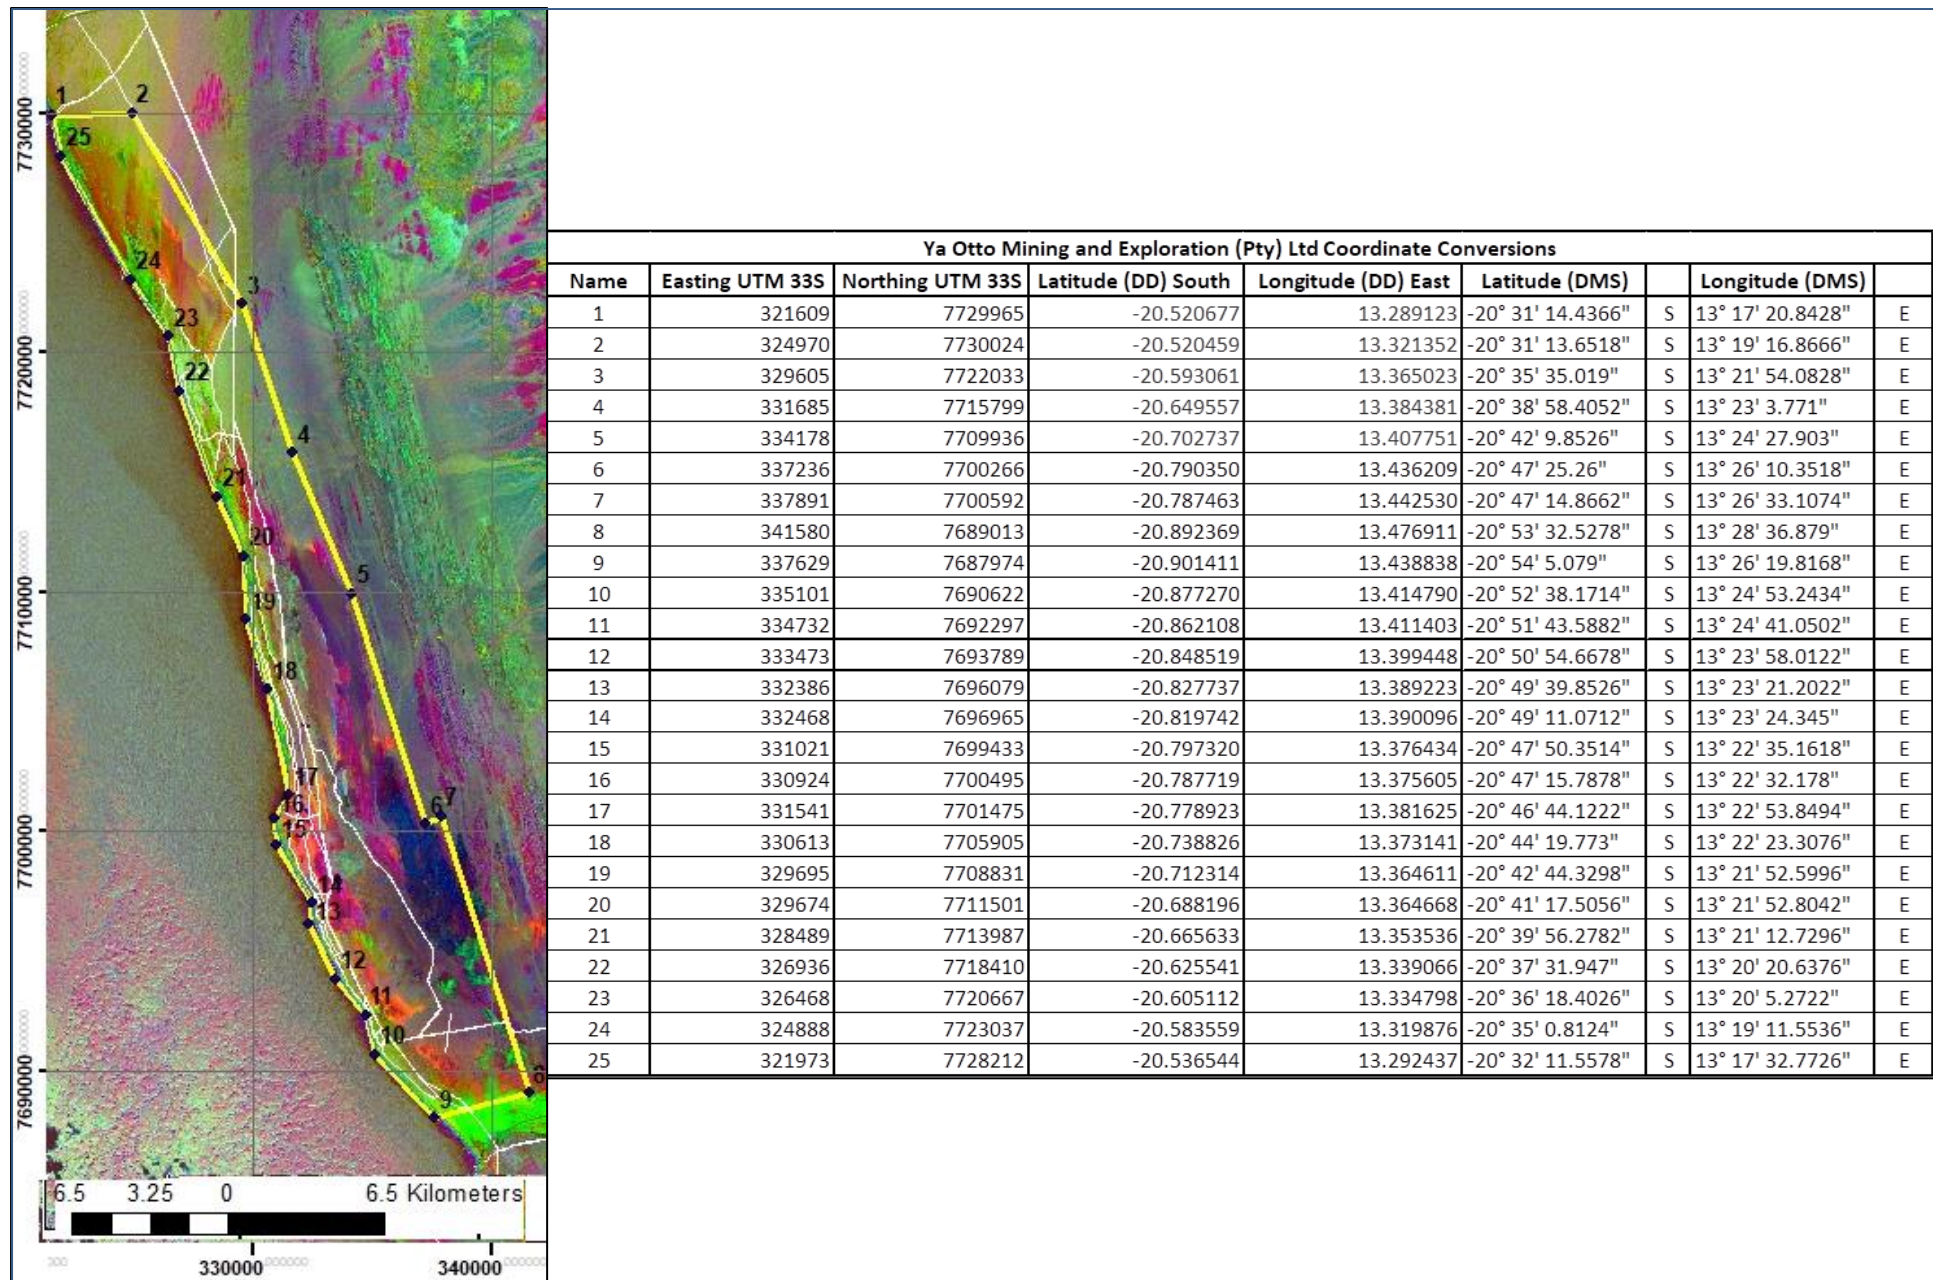 1
2
25
3
24
23
22
4
21
20
5
19
18
17
7
16
6
15
14
13
12
11
10
9
8
7730000
7720000
7710000
7700000
7690000
6.5 3.25 0 6.5 Kilometers
330000 340000
Ya Otto Mining and Exploration (Pty) Ltd Coordinate Conversions
Name Easting UTM 33S Northing UTM 33S Latitude (DD) South Longitude (DD) East Latitude (DMS) Longitude (DMS)
1 321609 7729965 -20.520677 13.289123 -20° 31' 14.4366" S 13° 17' 20.8428" E
2 324970 7730024 -20.520459 13.321352 -20° 31' 13.6518" S 13° 19' 16.8666" E
3 329605 7722033 -20.593061 13.365023 -20° 35' 35.019" S 13° 21' 54.0828" E
4 331685 7715799 -20.649557 13.384381 -20° 38' 58.4052" S 13° 23' 3.771" E
5 334178 7709936 -20.702737 13.407751 -20° 42' 9.8526" S 13° 24' 27.903" E
6 337236 7700266 -20.790350 13.436209 -20° 47' 25.26" S 13° 26' 10.3518" E
7 337891 7700592 -20.787463 13.442530 -20° 47' 14.8662" S 13° 26' 33.1074" E
8 341580 7689013 -20.892369 13.476911 -20° 53' 32.5278" S 13° 28' 36.879" E
9 337629 7687974 -20.901411 13.438838 -20° 54' 5.079" S 13° 26' 19.8168" E
10 335101 7690622 -20.877270 13.414790 -20° 52' 38.1714" S 13° 24' 53.2434" E
11 334732 7692297 -20.862108 13.411403 -20° 51' 43.5882" S 13° 24' 41.0502" E
12 333473 7693789 -20.848519 13.399448 -20° 50' 54.6678" S 13° 23' 58.0122" E
13 332386 7696079 -20.827737 13.389223 -20° 49' 39.8526" S 13° 23' 21.2022" E
14 332468 7696965 -20.819742 13.390096 -20° 49' 11.0712" S 13° 23' 24.345" E
15 331021 7699433 -20.797320 13.376434 -20° 47' 50.3514" S 13° 22' 35.1618" E
16 330924 7700495 -20.787719 13.375605 -20° 47' 15.7878" S 13° 22' 32.178" E
17 331541 7701475 -20.778923 13.381625 -20° 46' 44.1222" S 13° 22' 53.8494" E
18 330613 7705905 -20.738826 13.373141 -20° 44' 19.773" S 13° 22' 23.3076" E
19 329695 7708831 -20.712314 13.364611 -20° 42' 44.3298" S 13° 21' 52.5996" E
20 329674 7711501 -20.688196 13.364668 -20° 41' 17.5056" S 13° 21' 52.8042" E
21 328489 7713987 -20.665633 13.353536 -20° 39' 56.2782" S 13° 21' 12.7296" E
22 326936 7718410 -20.625541 13.339066 -20° 37' 31.947" S 13° 20' 20.6376" E
23 326468 7720667 -20.605112 13.334798 -20° 36' 18.4026" S 13° 20' 5.2722" E
24 324888 7723037 -20.583559 13.319876 -20° 35' 0.8124" S 13° 19' 11.5536" E
25 321973 7728212 -20.536544 13.292437 -20° 32' 11.5578" S 13° 17' 32.7726" E